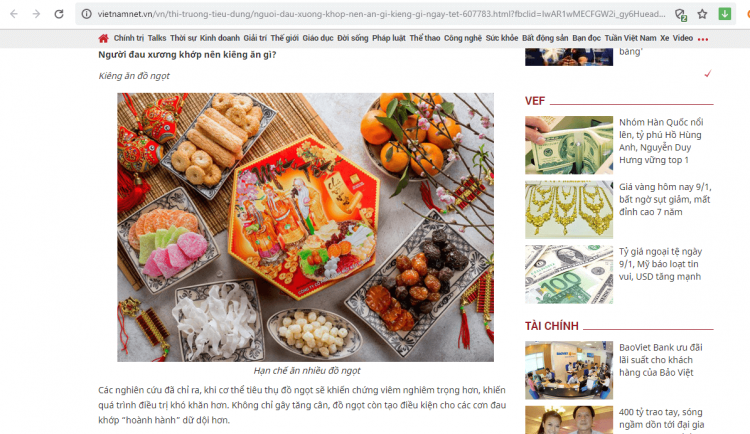 vietnamnet.vn/vn/thi-truong-tieu-dung/nguoi-dau-xuong-khop-nen-an-gi-kieng-gi-ngay-tet-607783.html?fbclid=IwAR1wMECFGW2i_gy6Huead...
Chính trị Talks Thời sự Kinh doanh Giải trí Thế giới Giáo dục Đời sống Pháp luật Thể thao Công nghệ Sức khỏe Bất động sản Bạn đọc Tuần Việt Nam Xe Video
Người đau xương khớp nên kiêng ăn gì?
Kiêng ăn đồ ngọt
Hạn chế ăn nhiều đồ ngọt
Các nghiên cứu đã chỉ ra, khi cơ thể tiêu thụ đồ ngọt sẽ khiến chứng viêm nghiêm trọng hơn, khiến
quá trình điều trị khó khăn hơn. Không chỉ gây tăng cân, đồ ngọt còn tạo điều kiện cho các cơn đau
khớp "hoành hành" dữ dội hơn.
VEF
Nhóm Hàn Quốc nổi
lên, tỷ phú Hồ Hùng
Anh, Nguyễn Duy
Hưng vững top 1
Giá vàng hôm nay 9/1,
bất ngờ sụt giảm, mất
đỉnh cao 7 năm
Tỷ giá ngoại tệ ngày
9/1, Mỹ báo loạt tin
vui, USD tăng mạnh
100
TÀI CHÍNH
BaoViet Bank ưu đãi
lãi suất cho khách
hàng của Bảo Việt
400 tỷ trao tay, sóng
ngầm dồn tới đại gia